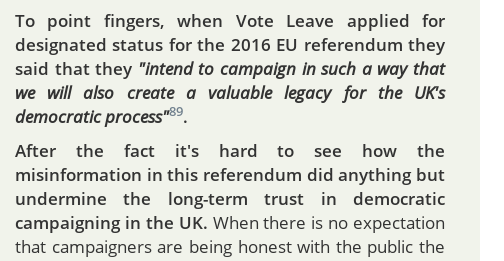 To point fingers, when Vote Leave applied for
designated status for the 2016 EU referendum they
said that they "intend to campaign in such a way that
we will also create a valuable legacy for the UK's
democratic process"89.
After the fact it's hard to see how the
misinformation in this referendum did anything but
undermine the long-term trust in democratic
campaigning in the UK. When there is no expectation
that campaigners are being honest with the public the